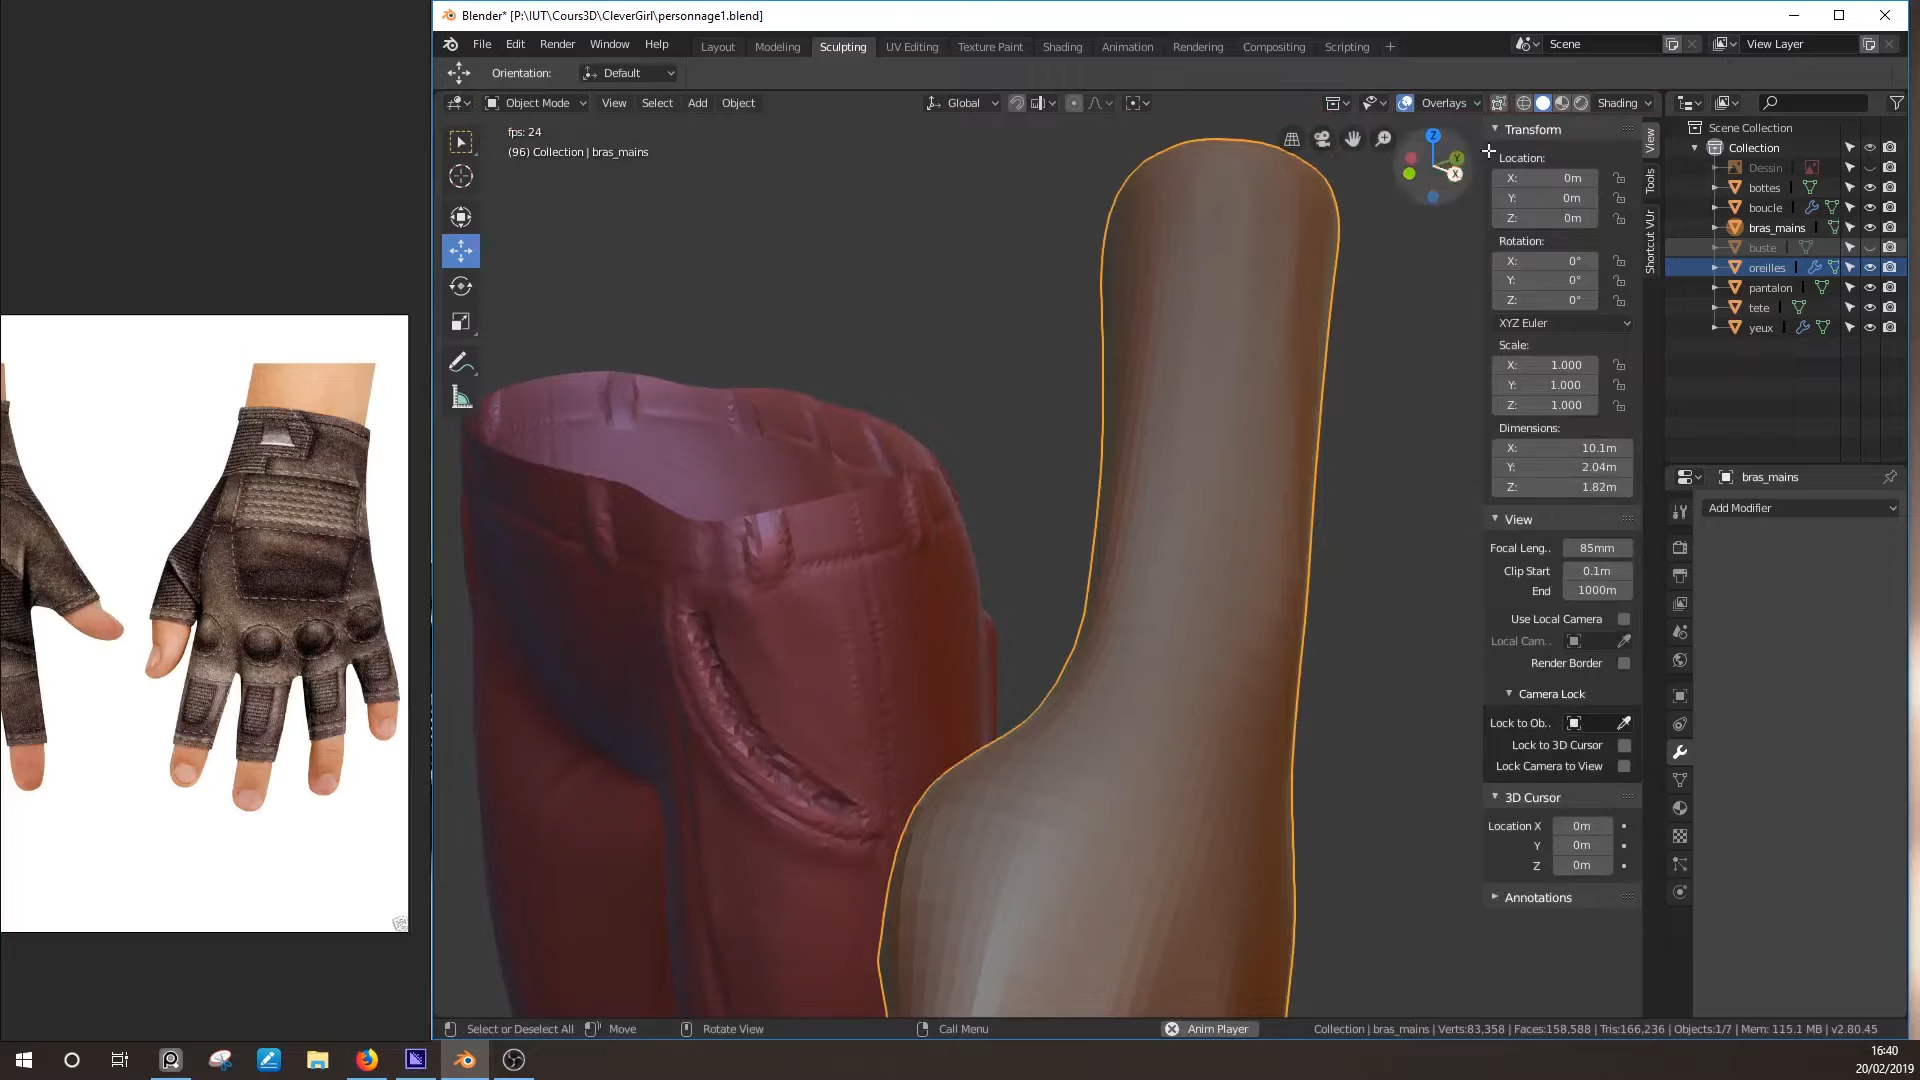 Blender* [P:\IUT\Cours3D\CleverGirl\personnage1.blend]
File Edit Render Window Help
Layout Modeling Sculpting UV Editing Texture Paint Shading Animation Rendering Compositing Scripting +
Scene
View Layer
Orientation: Default
Object Mode View Select Add Object
Global
Overlays
Shading
fps: 24
(96) Collection | bras_mains
Transform
Location:
X: 0m
Y: 0m
Z: 0m
Rotation:
X: 0°
Y: 0°
Z: 0°
XYZ Euler
Scale:
X: 1.000
Y: 1.000
Z: 1.000
Dimensions:
X: 10.1m
Y: 2.04m
Z: 1.82m
View
Focal Leng.. 85mm
Clip Start 0.1m
End 1000m
Use Local Camera
Local Cam..
Render Border
Camera Lock
Lock to Ob..
Lock to 3D Cursor
Lock Camera to View
3D Cursor
Location X 0m
Y 0m
Z 0m
Annotations
View
Tools
Shortcut VUr
Z
Y
X
Scene Collection
Collection
Dessin
bottes
boucle
bras_mains
buste
oreilles
pantalon
tete
yeux
bras_mains
Add Modifier
Select or Deselect All
Move
Rotate View
Call Menu
Anim Player
Collection | bras_mains | Verts:83,358 | Faces:158,588 | Tris:166,236 | Objects:1/7 | Mem: 115.1 MB | v2.80.45
16:40
20/02/2019